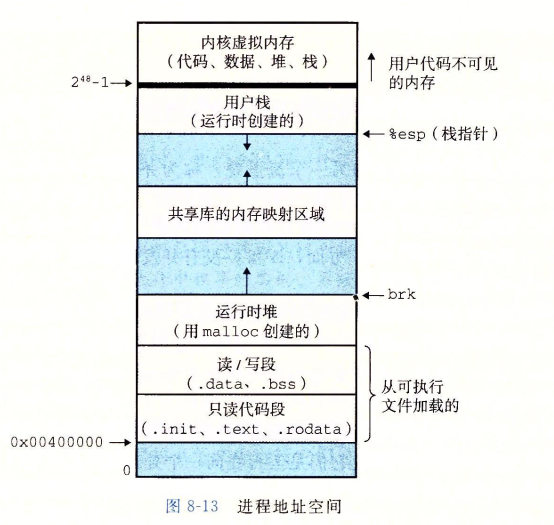 内核虚拟内存
(代码、数据、堆、栈)
用户代码不可见
的内存
2⁴⁸-1
用户栈
(运行时创建的)
%esp(栈指针)
共享库的内存映射区域
brk
运行时堆
(用malloc创建的)
读/写段
(.data、.bss)
从可执行
文件加载的
只读代码段
(.init、.text、.rodata)
0x00400000
0
图 8-13 进程地址空间